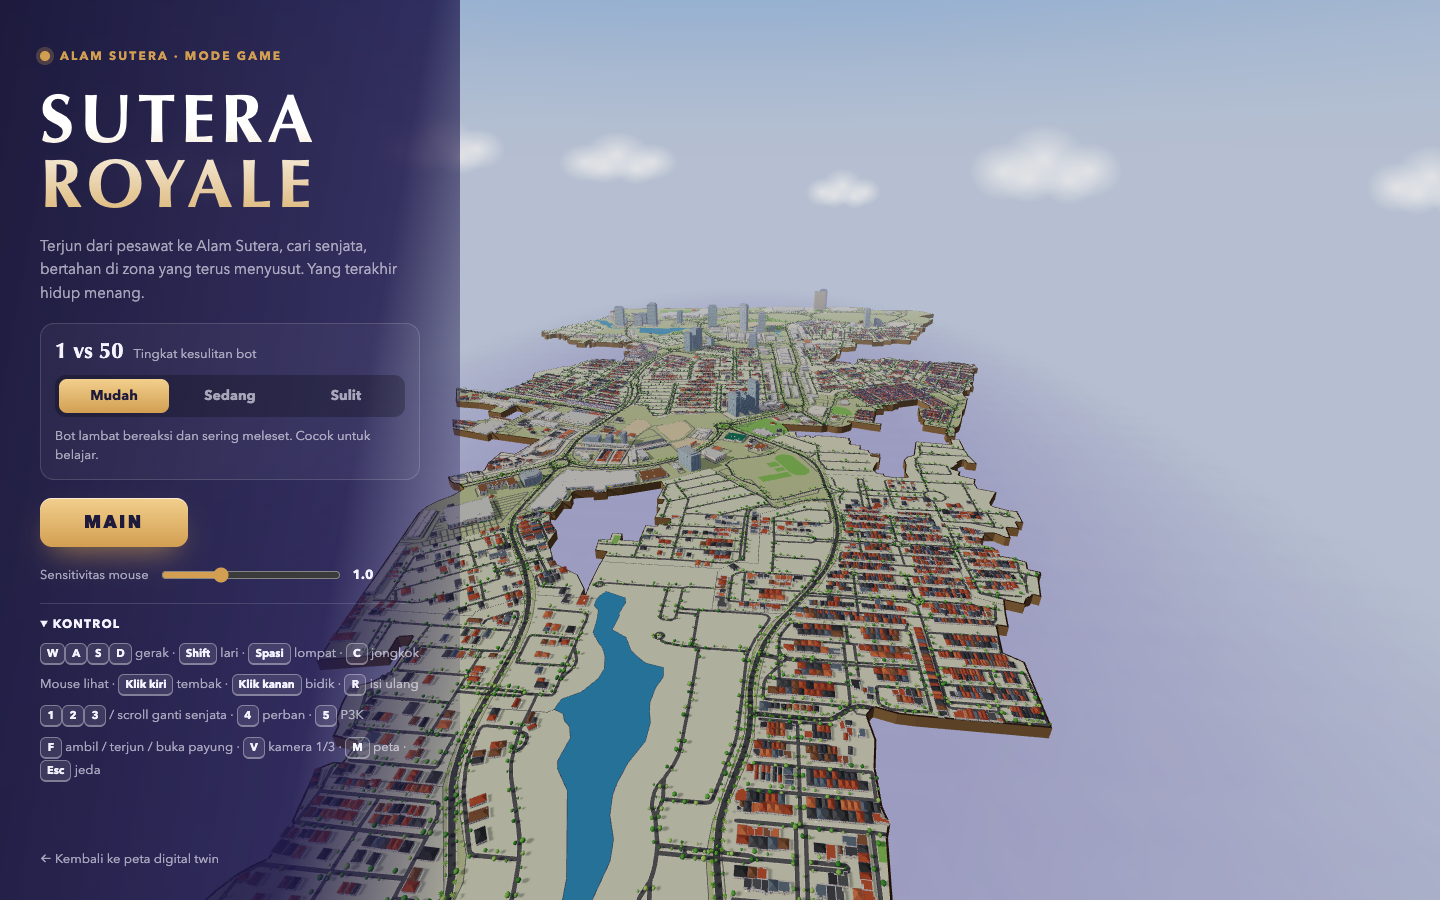 ALAM SUTERA · MODE GAME
SUTERA
ROYALE
Terjun dari pesawat ke Alam Sutera, cari senjata,
bertahan di zona yang terus menyusut. Yang terakhir
hidup menang.
1 vs 50 Tingkat kesulitan bot
Mudah Sedang Sulit
Bot lambat bereaksi dan sering meleset. Cocok untuk
belajar.
MAIN
Sensitivitas mouse 1.0
▼ KONTROL
W A S D gerak · Shift lari · Spasi lompat · C jongkok
Mouse lihat · Klik kiri tembak · Klik kanan bidik · R isi ulang
1 2 3 / scroll ganti senjata · 4 perban · 5 P3K
F ambil / terjun / buka payung · V kamera 1/3 · M peta ·
Esc jeda
← Kembali ke peta digital twin